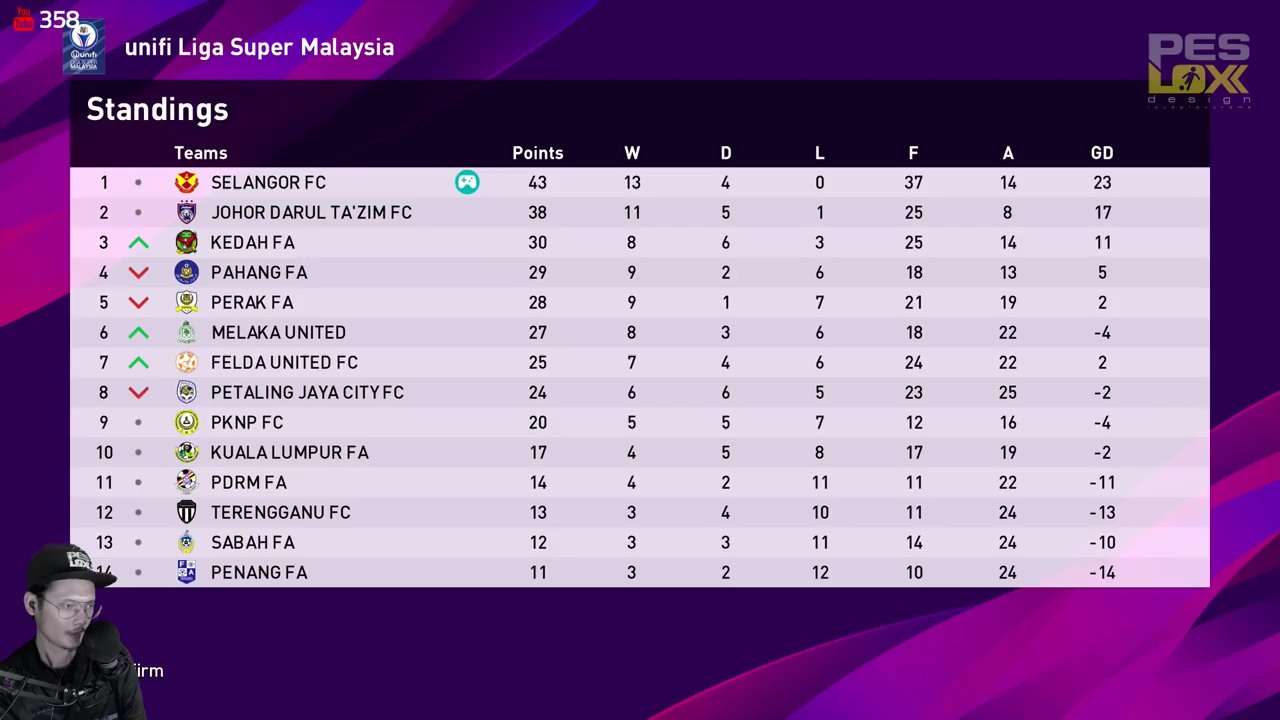 358
unifi Liga Super Malaysia
unifi
LIGA SUPER
MALAYSIA
PES
LOXX
design
Standings
Teams Points W D L F A GD
1 SELANGOR FC 43 13 4 0 37 14 23
2 JOHOR DARUL TA'ZIM FC 38 11 5 1 25 8 17
3 KEDAH FA 30 8 6 3 25 14 11
4 PAHANG FA 29 9 2 6 18 13 5
5 PERAK FA 28 9 1 7 21 19 2
6 MELAKA UNITED 27 8 3 6 18 22 -4
7 FELDA UNITED FC 25 7 4 6 24 22 2
8 PETALING JAYA CITY FC 24 6 6 5 23 25 -2
9 PKNP FC 20 5 5 7 12 16 -4
10 KUALA LUMPUR FA 17 4 5 8 17 19 -2
11 PDRM FA 14 4 2 11 11 22 -11
12 TERENGGANU FC 13 3 4 10 11 24 -13
13 SABAH FA 12 3 3 11 14 24 -10
14 PENANG FA 11 3 2 12 10 24 -14
firm